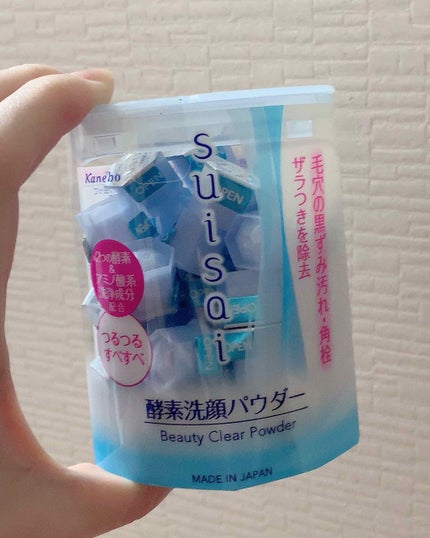 Kanebo
suisai
毛穴の黒ずみ汚れ・角栓
ザラつきを除去
2つの酵素
&
アミノ酸系
洗浄成分
配合
つるつる
すべすべ
OPEN
OPEN
OPEN
酵素洗顔パウダー
Beauty Clear Powder
MADE IN JAPAN